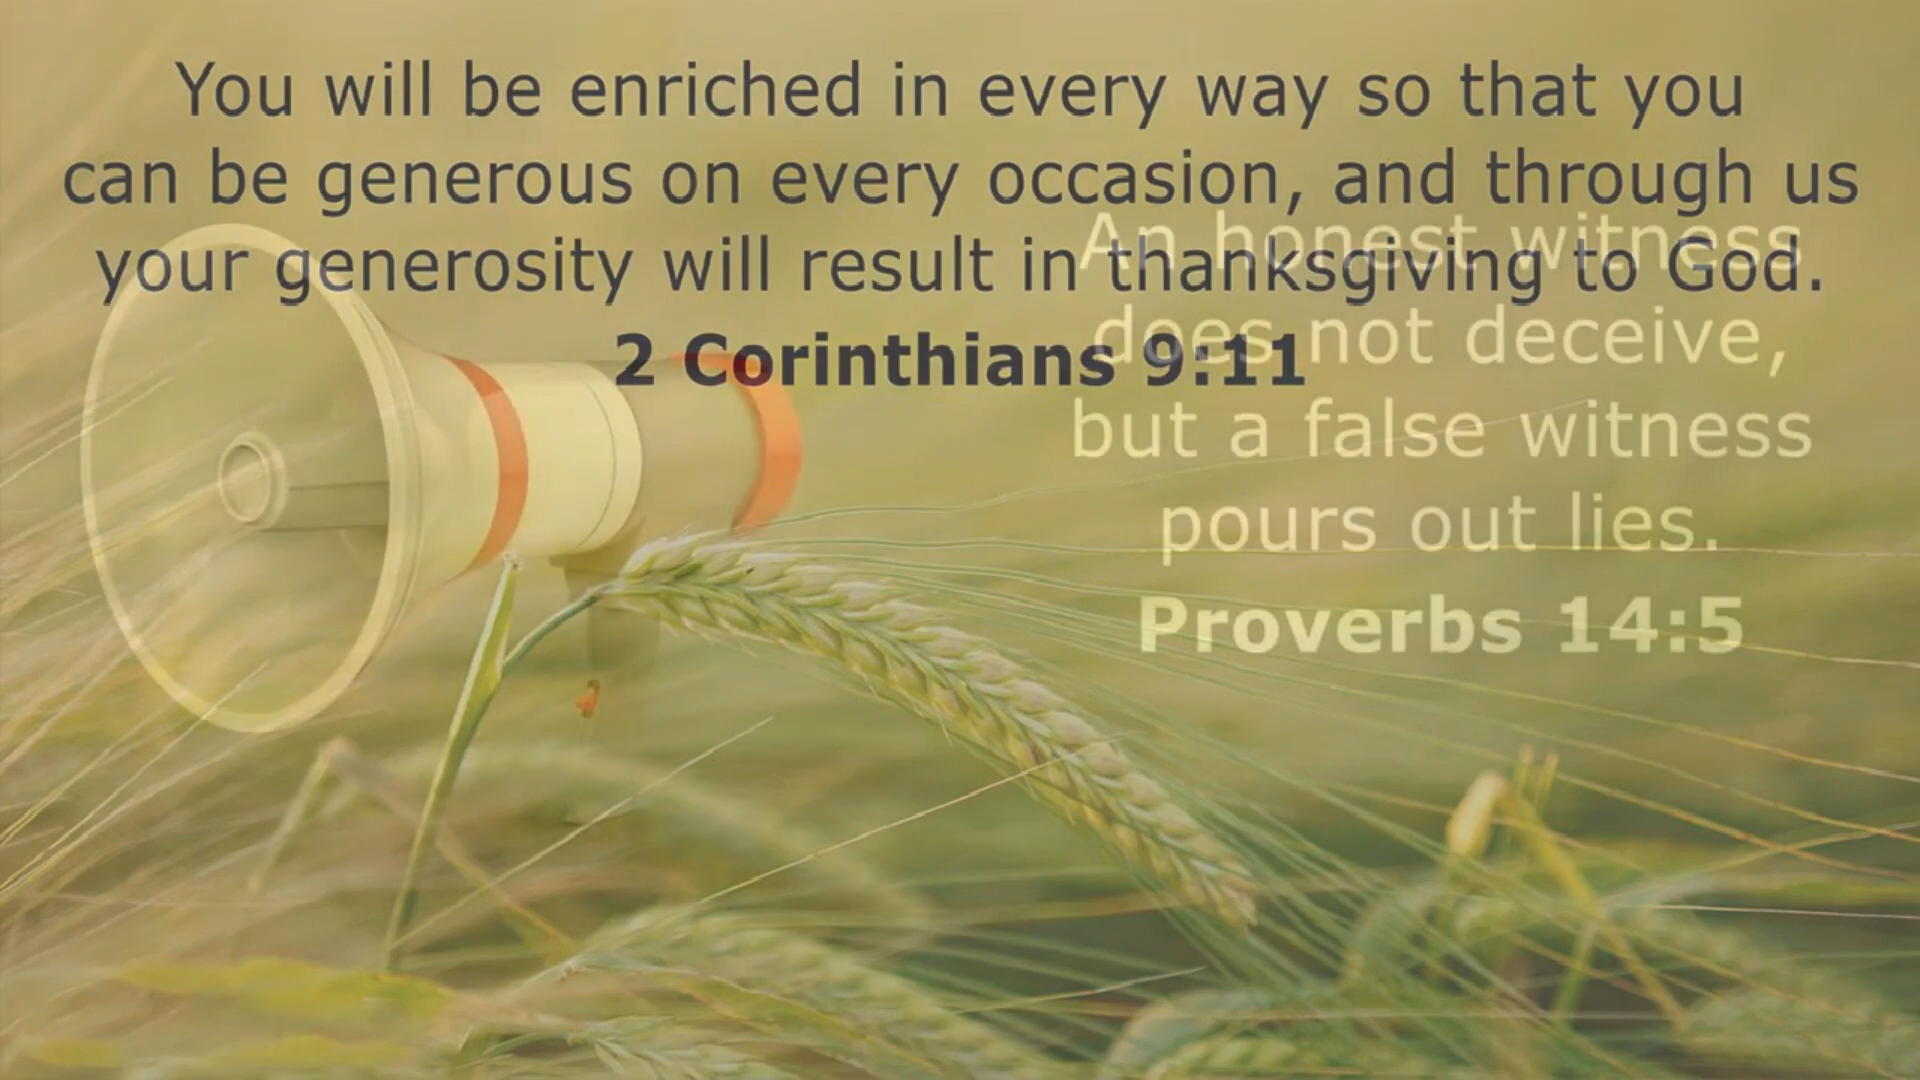 You will be enriched in every way so that you
can be generous on every occasion, and through us
your generosity will result in thanksgiving to God.
2 Corinthians 9:11
An honest witness
does not deceive,
but a false witness
pours out lies.
Proverbs 14:5